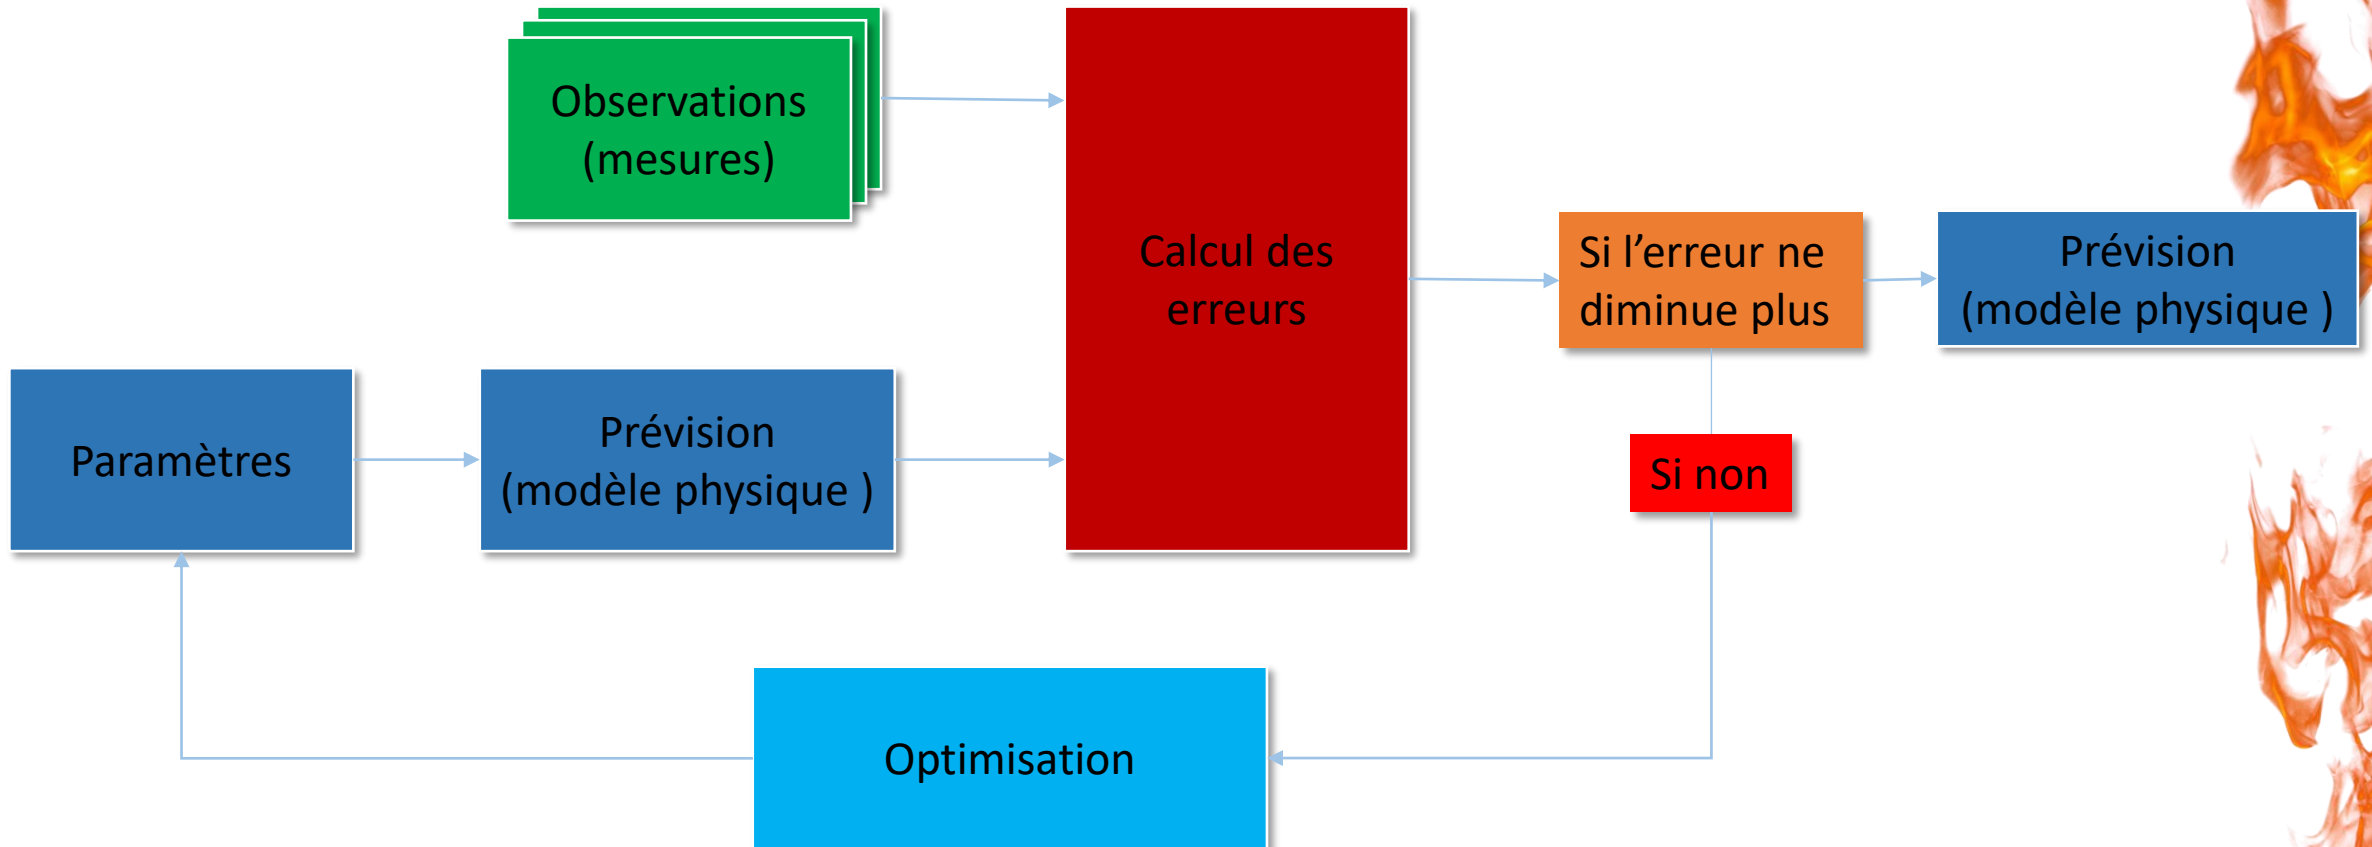 Observations
(mesures)
Calcul des
erreurs
Si l’erreur ne
diminue plus
Prévision
(modèle physique )
Paramètres
Prévision
(modèle physique )
Si non
Optimisation